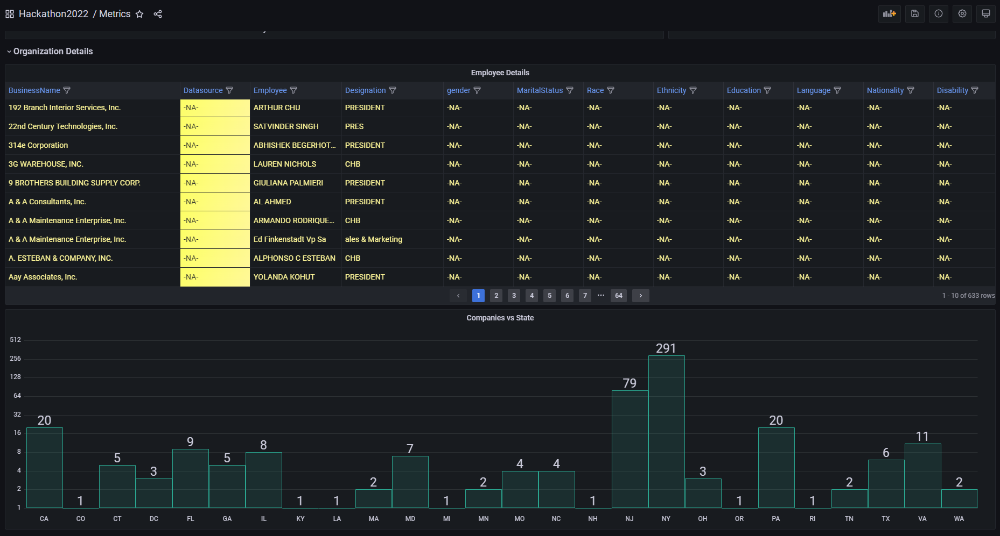 Hackathon2022 / Metrics
Organization Details
Employee Details
BusinessName Datasource Employee Designation gender MaritalStatus Race Ethnicity Education Language Nationality Disability
192 Branch Interior Services, Inc. -NA- ARTHUR CHU PRESIDENT -NA- -NA- -NA- -NA- -NA- -NA- -NA- -NA-
22nd Century Technologies, Inc. -NA- SATVINDER SINGH PRES -NA- -NA- -NA- -NA- -NA- -NA- -NA- -NA-
314e Corporation -NA- ABHISHEK BEGERHOT... PRESIDENT -NA- -NA- -NA- -NA- -NA- -NA- -NA- -NA-
3G WAREHOUSE, INC. -NA- LAUREN NICHOLS CHB -NA- -NA- -NA- -NA- -NA- -NA- -NA- -NA-
9 BROTHERS BUILDING SUPPLY CORP. -NA- GIULIANA PALMIERI PRESIDENT -NA- -NA- -NA- -NA- -NA- -NA- -NA- -NA-
A & A Consultants, Inc. -NA- AL AHMED PRESIDENT -NA- -NA- -NA- -NA- -NA- -NA- -NA- -NA-
A & A Maintenance Enterprise, Inc. -NA- ARMANDO RODRIQUE... CHB -NA- -NA- -NA- -NA- -NA- -NA- -NA- -NA-
A & A Maintenance Enterprise, Inc. -NA- Ed Finkenstadt Vp Sa ales & Marketing -NA- -NA- -NA- -NA- -NA- -NA- -NA- -NA-
A. ESTEBAN & COMPANY, INC. -NA- ALPHONSO C ESTEBAN CHB -NA- -NA- -NA- -NA- -NA- -NA- -NA- -NA-
Aay Associates, Inc. -NA- YOLANDA KOHUT PRESIDENT -NA- -NA- -NA- -NA- -NA- -NA- -NA- -NA-
‹ 1 2 3 4 5 6 7 ··· 64 › 1 - 10 of 633 rows
Companies vs State
512
256
128
64
32
16
8
4
2
1
20 1 5 3 9 5 8 1 1 2 7 1 2 4 4 1 79 291 3 1 20 1 2 6 11 2
CA CO CT DC FL GA IL KY LA MA MD MI MN MO NC NH NJ NY OH OR PA RI TN TX VA WA